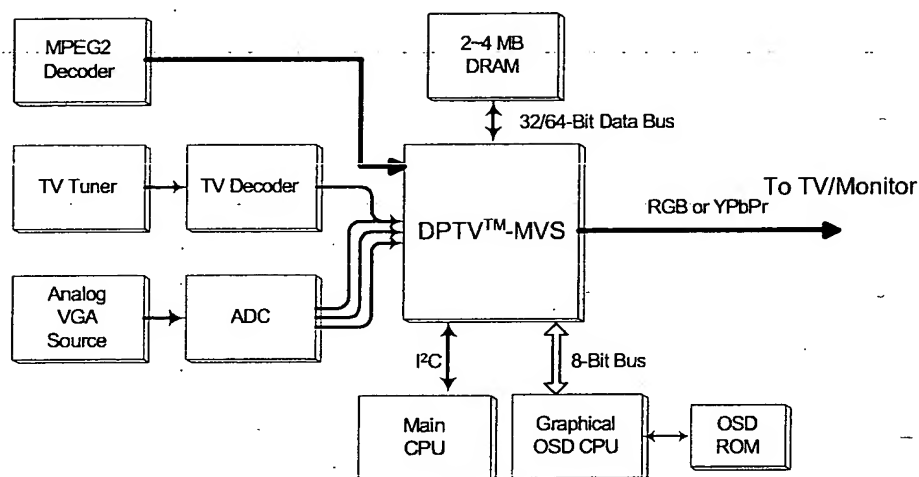 MPEG2
Decoder
2~4 MB
DRAM
32/64-Bit Data Bus
TV Tuner
TV Decoder
DPTV™-MVS
To TV/Monitor
RGB or YPbPr
Analog
VGA
Source
ADC
I²C
8-Bit Bus
Main
CPU
Graphical
OSD CPU
OSD
ROM